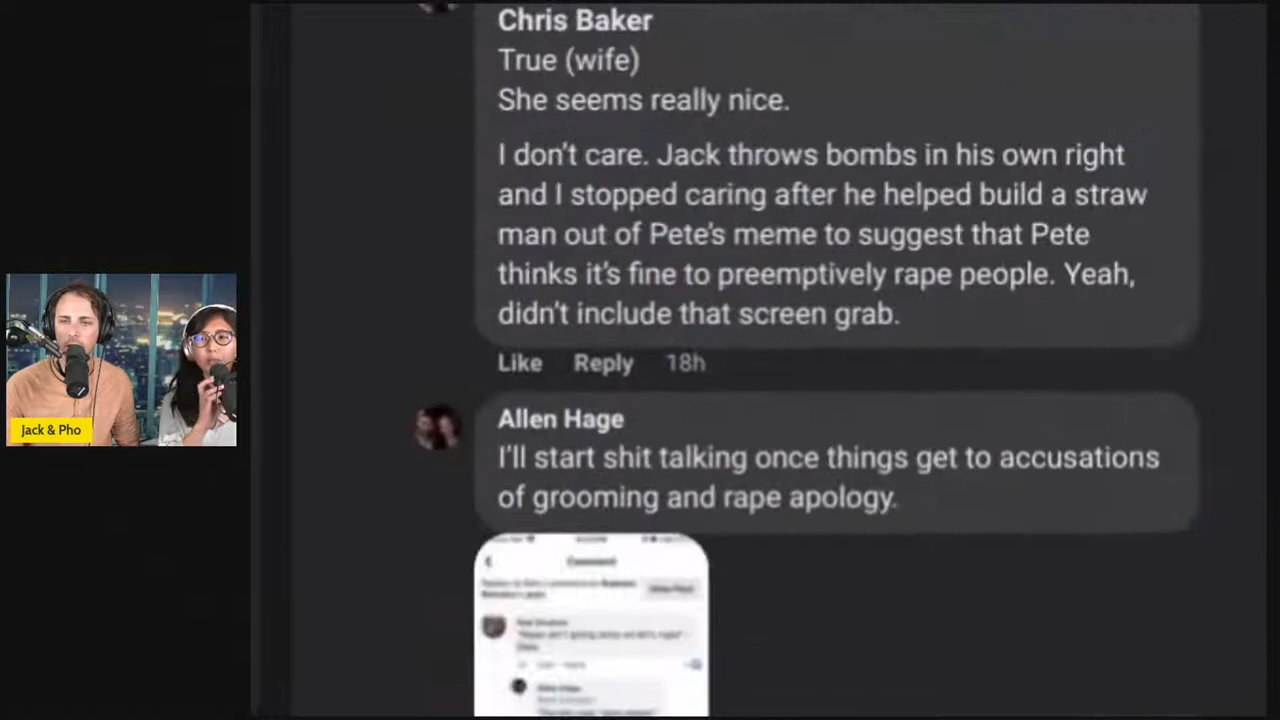 Chris Baker
True (wife)
She seems really nice.
I don't care. Jack throws bombs in his own right
and I stopped caring after he helped build a straw
man out of Pete's meme to suggest that Pete
thinks it's fine to preemptively rape people. Yeah,
didn't include that screen grab.
Like Reply 18h
Allen Hage
I'll start shit talking once things get to accusations
of grooming and rape apology.
Jack & Pho
Comment
Allen Hage